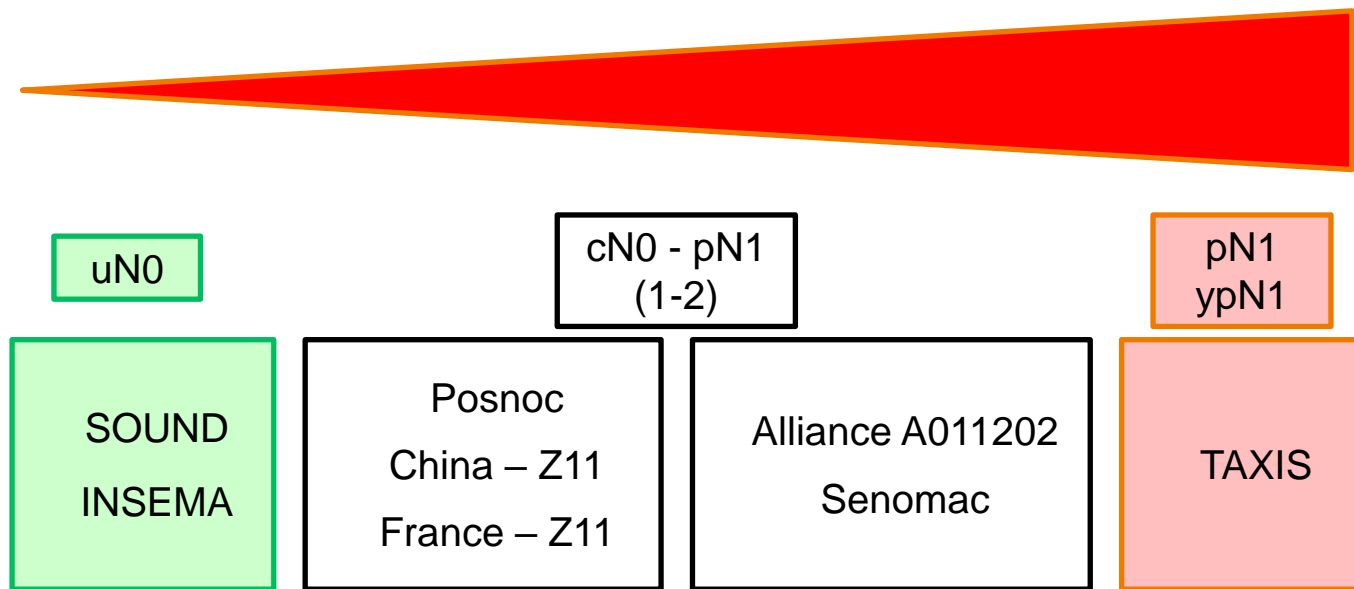 uN0
cN0 - pN1
(1-2)
pN1
ypN1
SOUND
INSEMA
Posnoc
China – Z11
France – Z11
Alliance A011202
Senomac
TAXIS